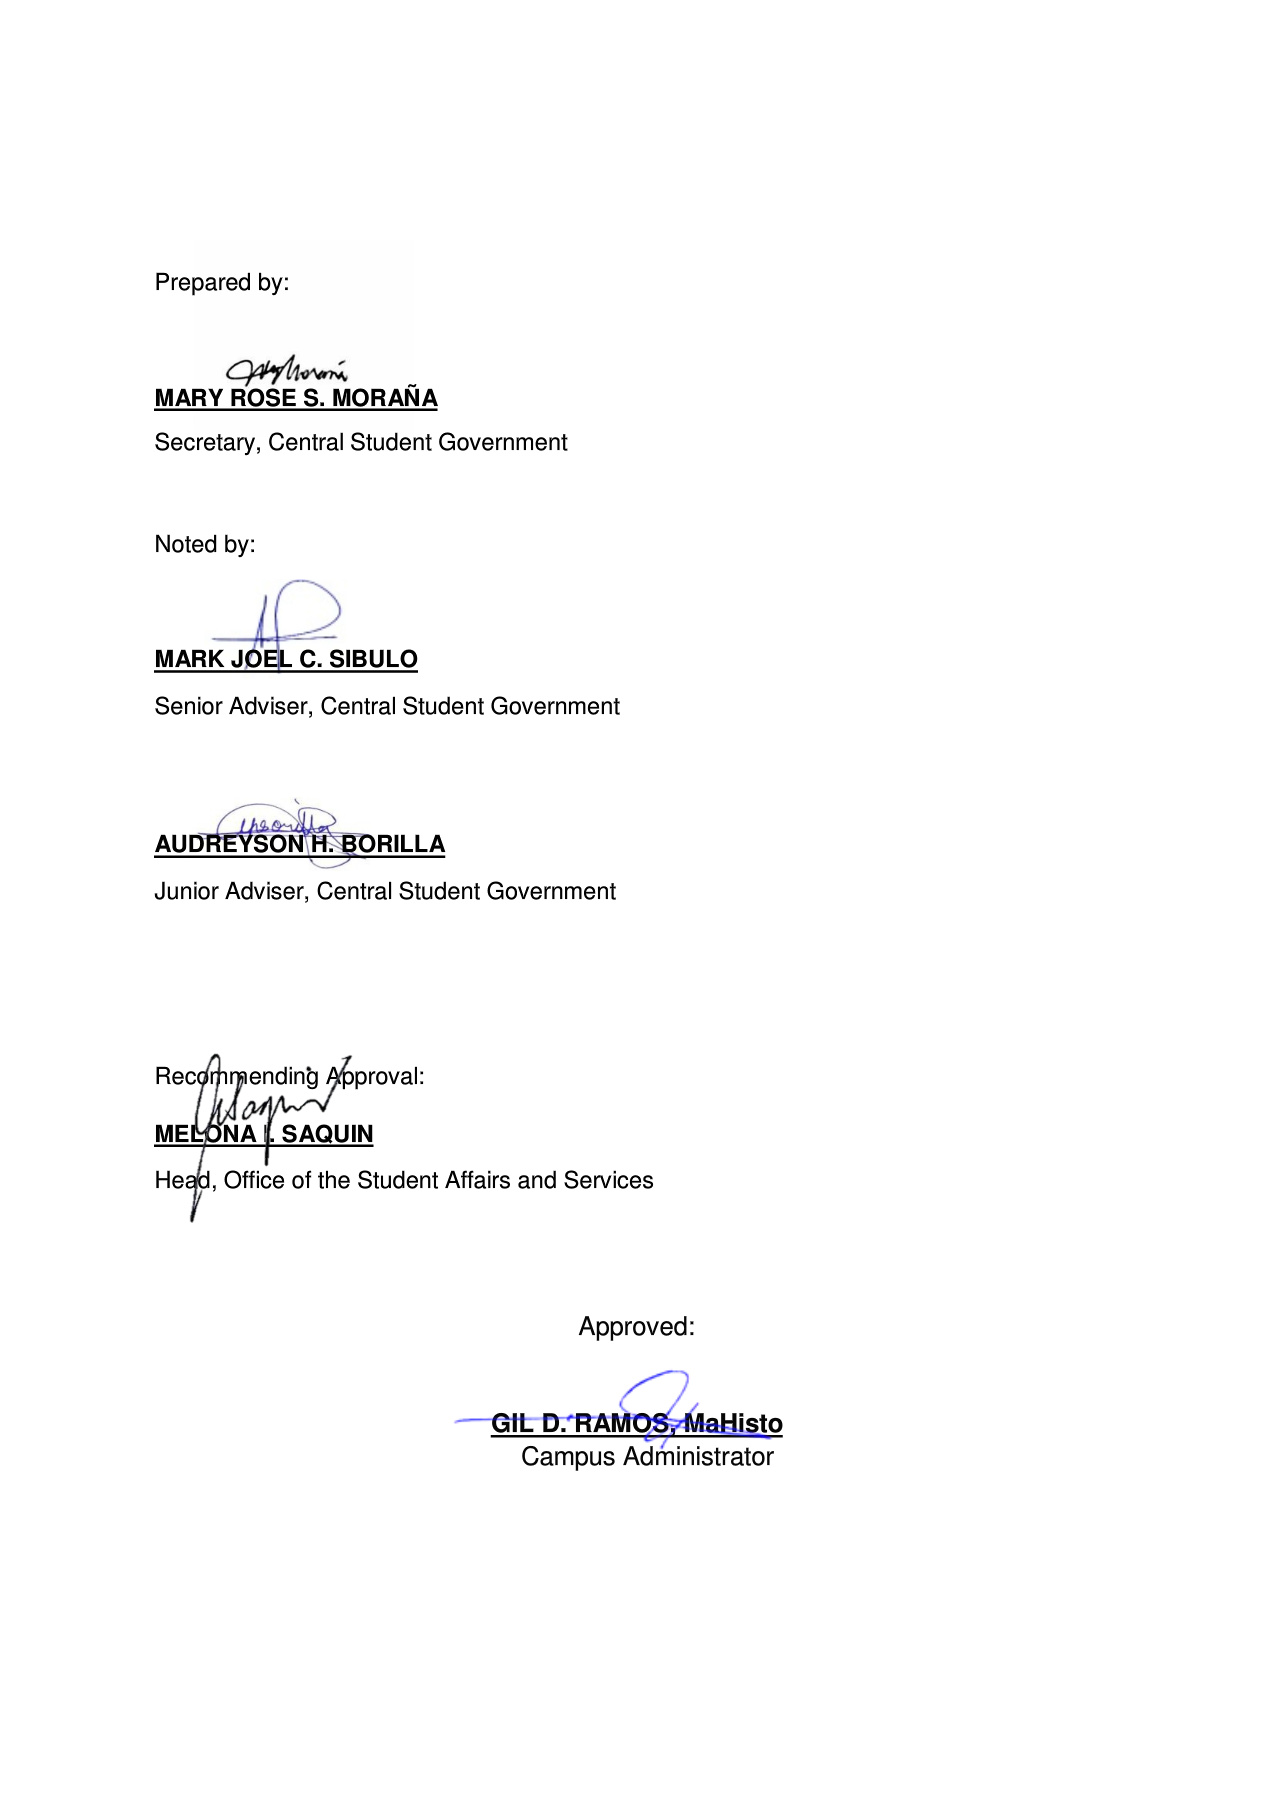 Prepared by:
MARY ROSE S. MORAÑA
Secretary, Central Student Government
Noted by:
MARK JOEL C. SIBULO
Senior Adviser, Central Student Government
AUDREYSON H. BORILLA
Junior Adviser, Central Student Government
Recommending Approval:
MELONA I. SAQUIN
Head, Office of the Student Affairs and Services
Approved:
GIL D. RAMOS, MaHisto
Campus Administrator